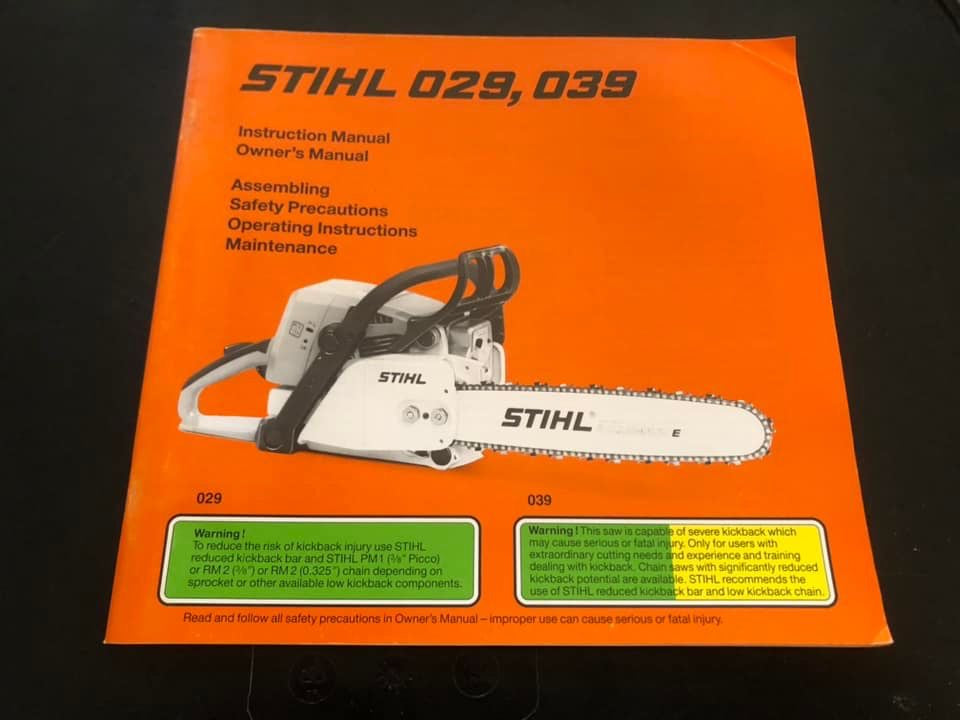 STIHL 029, 039
Instruction Manual
Owner's Manual
Assembling
Safety Precautions
Operating Instructions
Maintenance
STIHL
STIHL®
E
029
Warning!
To reduce the risk of kickback injury use STIHL
reduced kickback bar and STIHL PM1 (3/8" Picco)
or RM2 (3/8") or RM2 (0.325") chain depending on
sprocket or other available low kickback components.
039
Warning! This saw is capable of severe kickback which
may cause serious or fatal injury. Only for users with
extraordinary cutting needs and experience and training
dealing with kickback. Chain saws with significantly reduced
kickback potential are available. STIHL recommends the
use of STIHL reduced kickback bar and low kickback chain.
Read and follow all safety precautions in Owner's Manual – improper use can cause serious or fatal injury.